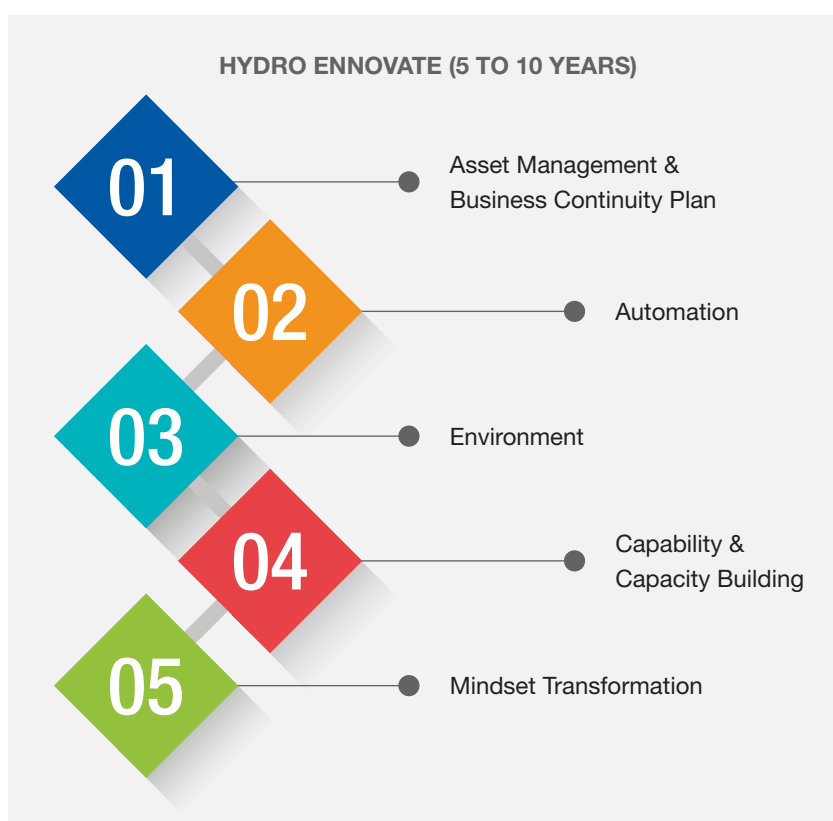 HYDRO ENNOVATE (5 TO 10 YEARS)
01
Asset Management &
Business Continuity Plan
02
Automation
03
Environment
04
Capability &
Capacity Building
05
Mindset Transformation